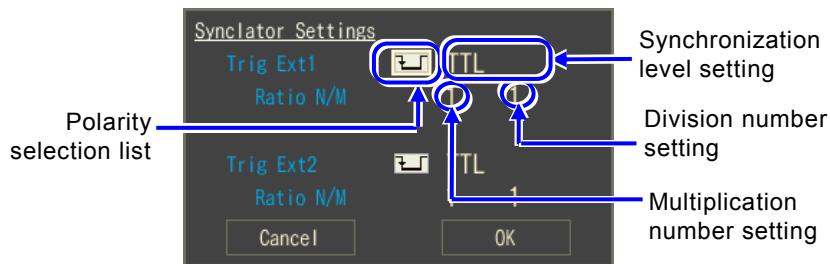 Synclator Settings
Trig Ext1 TTL
Ratio N/M 1 1
Trig Ext2 TTL
Ratio N/M 1 1
Cancel OK
Polarity
selection list
Synchronization
level setting
Division number
setting
Multiplication
number setting